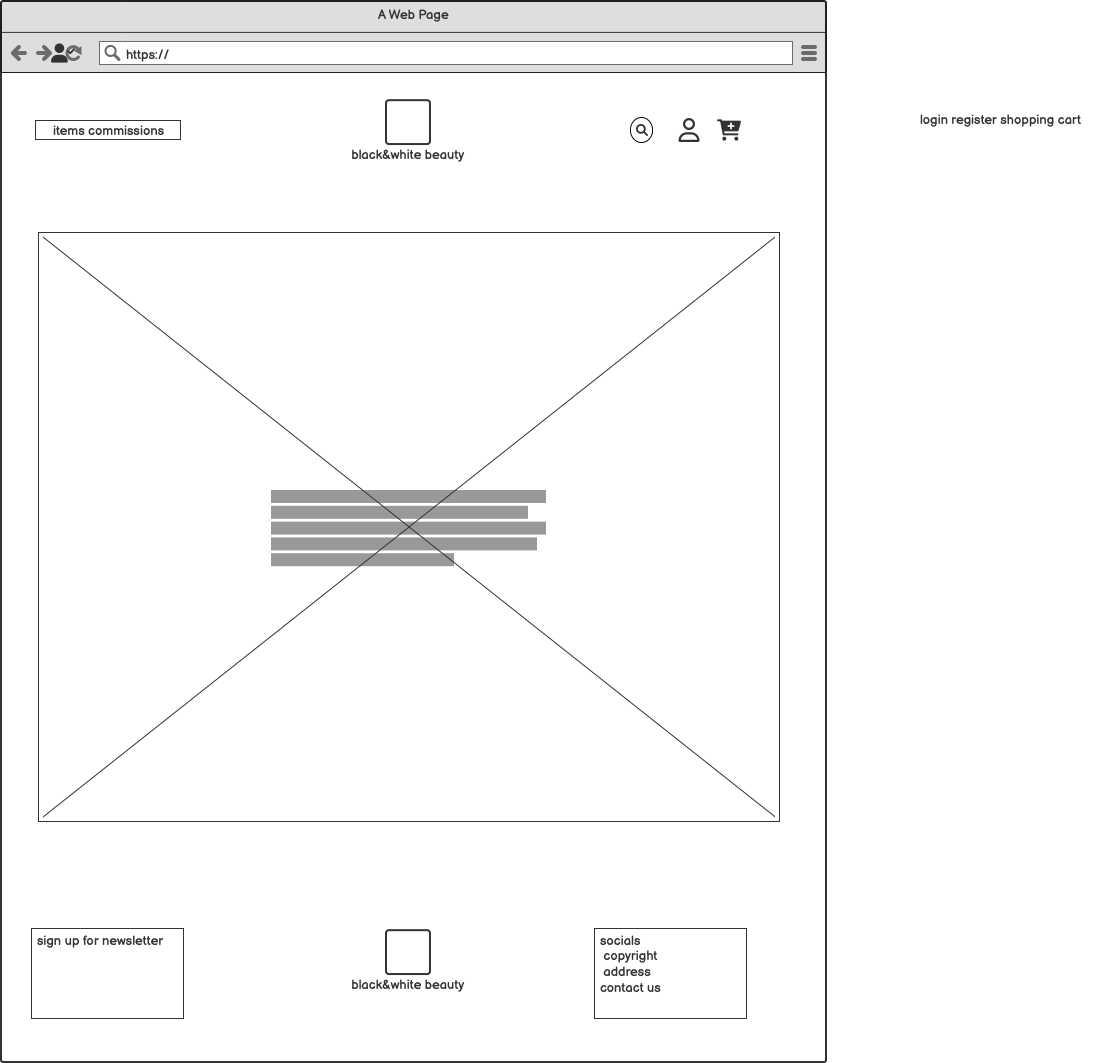 A Web Page
https://
items commissions
black&white beauty
login register shopping cart
sign up for newsletter
black&white beauty
socials
copyright
address
contact us